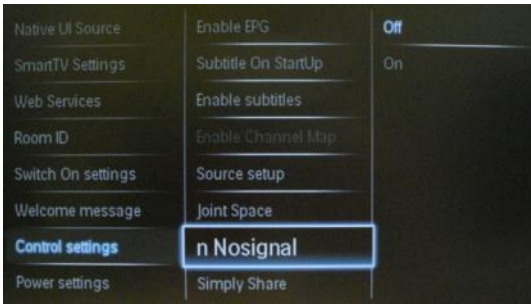 Native UI Source
SmartTV Settings
Web Services
Room ID
Switch On settings
Welcome message
Control settings
Power settings
Enable EPG
Subtitle On StartUp
Enable subtitles
Enable Channel Map
Source setup
Joint Space
n Nosignal
Simply Share
Off
On